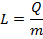 L = Q/m